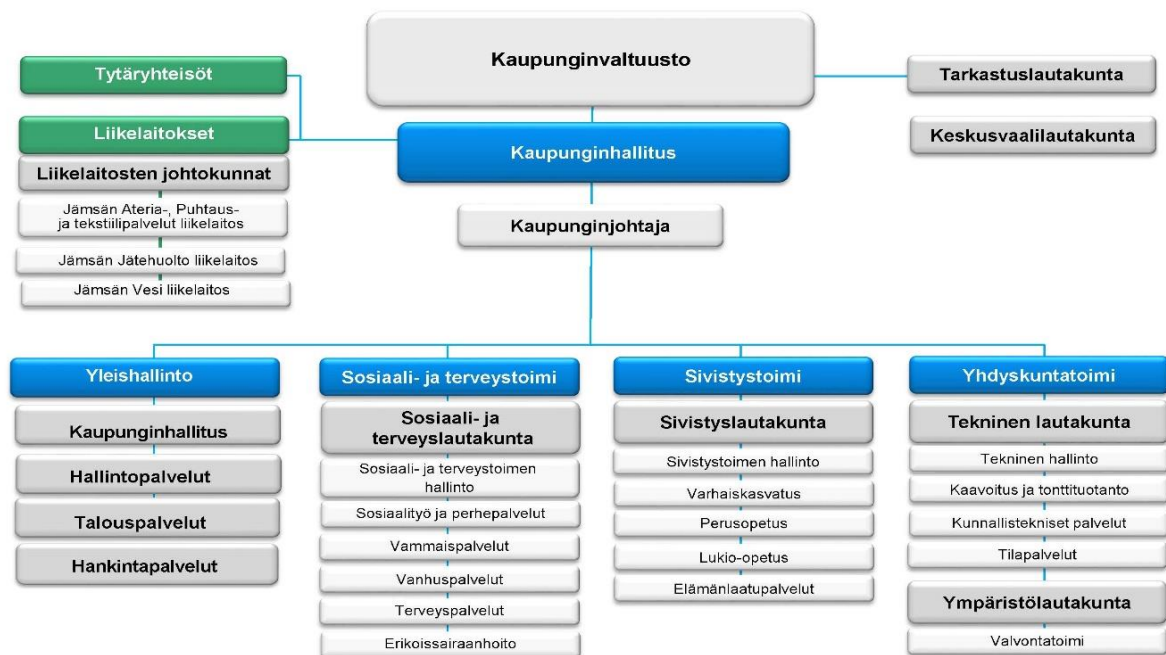 Kaupunginvaltuusto
Tytäryhteisöt
Tarkastuslautakunta
Liikelaitokset
Keskusvaalilautakunta
Kaupunginhallitus
Liikelaitosten johtokunnat
Jämsän Ateria-, Puhtaus-
ja tekstiilipalvelut liikelaitos
Kaupunginjohtaja
Jämsän Jätehuolto liikelaitos
Jämsän Vesi liikelaitos
Yleishallinto
Kaupunginhallitus
Hallintopalvelut
Talouspalvelut
Hankintapalvelut
Sosiaali- ja terveystoimi
Sosiaali- ja
terveyslautakunta
Sosiaali- ja terveystoimen
hallinto
Sosiaalityö ja perhepalvelut
Vammaispalvelut
Vanhuspalvelut
Terveyspalvelut
Erikoissairaanhoito
Sivistystoimi
Sivistyslautakunta
Sivistystoimen hallinto
Varhaiskasvatus
Perusopetus
Lukio-opetus
Elämänlaatupalvelut
Yhdyskuntatoimi
Tekninen lautakunta
Tekninen hallinto
Kaavoitus ja tonttituotanto
Kunnallistekniset palvelut
Tilapalvelut
Ympäristölautakunta
Valvontatoimi